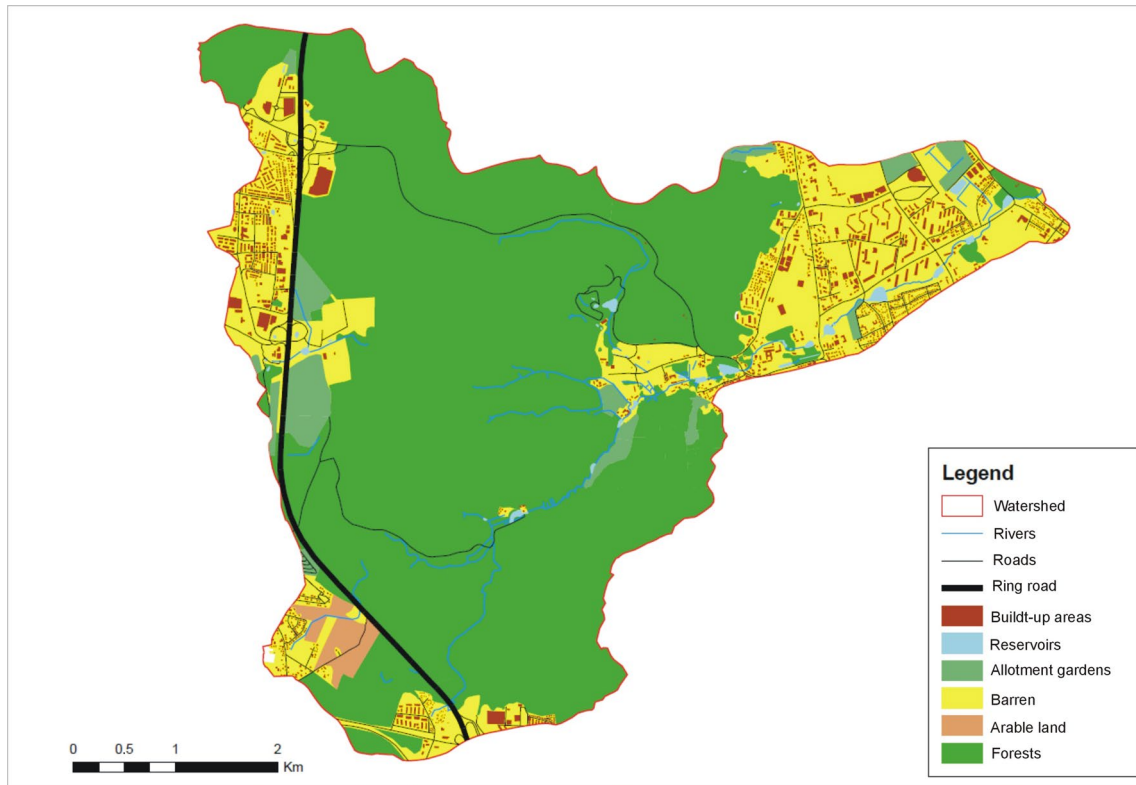 Legend
Watershed
Rivers
Roads
Ring road
Buildt-up areas
Reservoirs
Allotment gardens
Barren
Arable land
Forests
0 0.5 1 2
Km